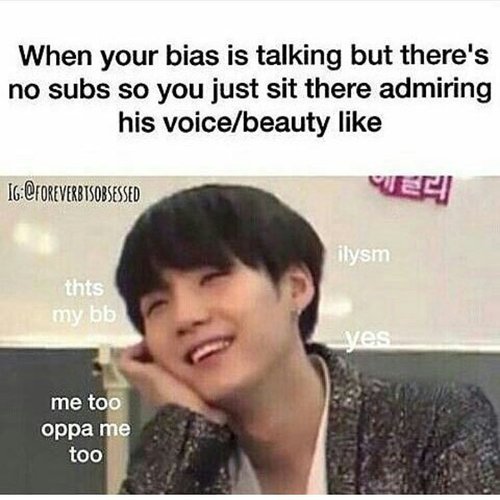 When your bias is talking but there's
no subs so you just sit there admiring
his voice/beauty like
IG:@FOREVERBTSOBSESSED
ilysm
thts
my bb
yes
me too
oppa me
too